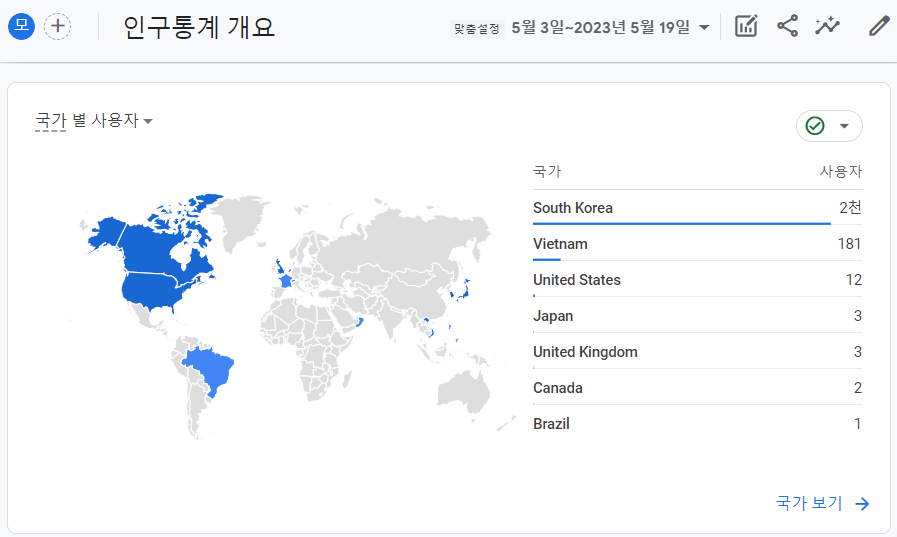 모
인구통계 개요
맞춤설정 5월 3일~2023년 5월 19일
국가 별 사용자
국가 사용자
South Korea 2천
Vietnam 181
United States 12
Japan 3
United Kingdom 3
Canada 2
Brazil 1
국가 보기